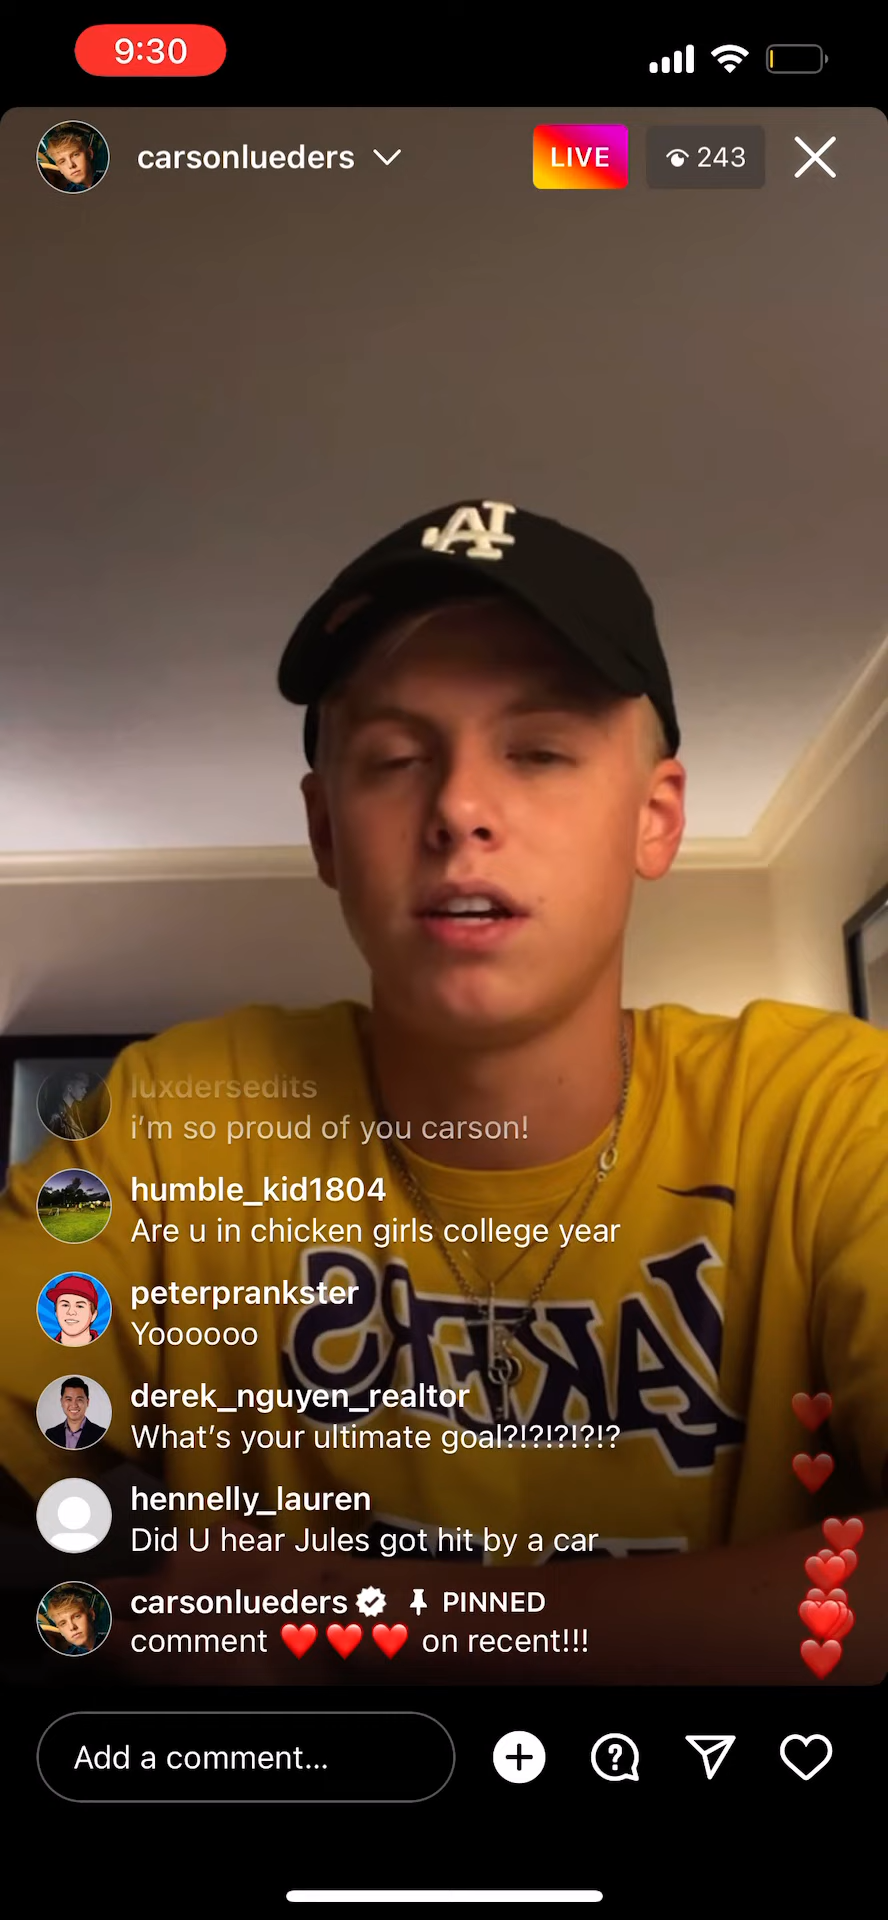 9:30
carsonlueders
LIVE
243
luxdersedits
i'm so proud of you carson!
humble_kid1804
Are u in chicken girls college year
peterprankster
Yoooooo
LAKERS
derek_nguyen_realtor
What's your ultimate goal?!?!?!?!?
hennelly_lauren
Did U hear Jules got hit by a car
carsonlueders PINNED
comment ❤️❤️❤️ on recent!!!
Add a comment...